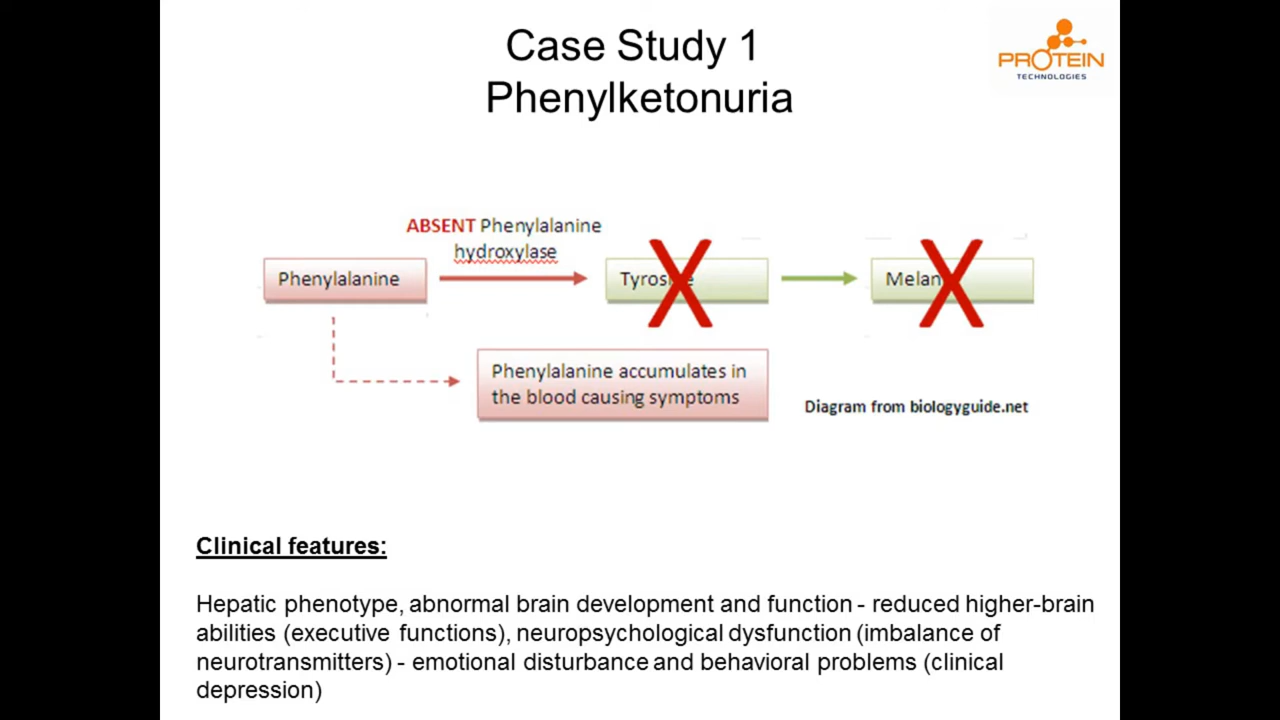 Case Study 1
Phenylketonuria
PROTEIN
TECHNOLOGIES
ABSENT Phenylalanine
hydroxylase
Phenylalanine
Phenylalanine accumulates in
the blood causing symptoms
Diagram from biologyguide.net
Clinical features:
Hepatic phenotype, abnormal brain development and function - reduced higher-brain
abilities (executive functions), neuropsychological dysfunction (imbalance of
neurotransmitters) - emotional disturbance and behavioral problems (clinical
depression)